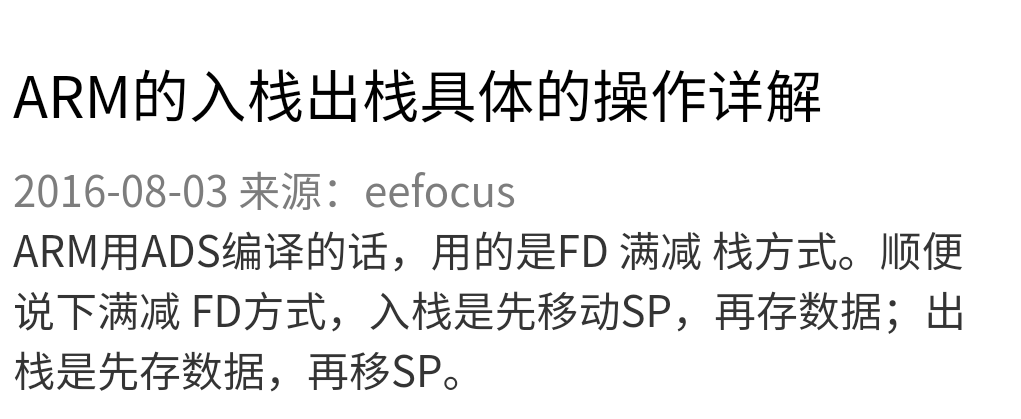 ARM的入栈出栈具体的操作详解
2016-08-03 来源：eefocus
ARM用ADS编译的话，用的是FD 满减 栈方式。顺便
说下满减 FD方式，入栈是先移动SP，再存数据；出
栈是先存数据，再移SP。